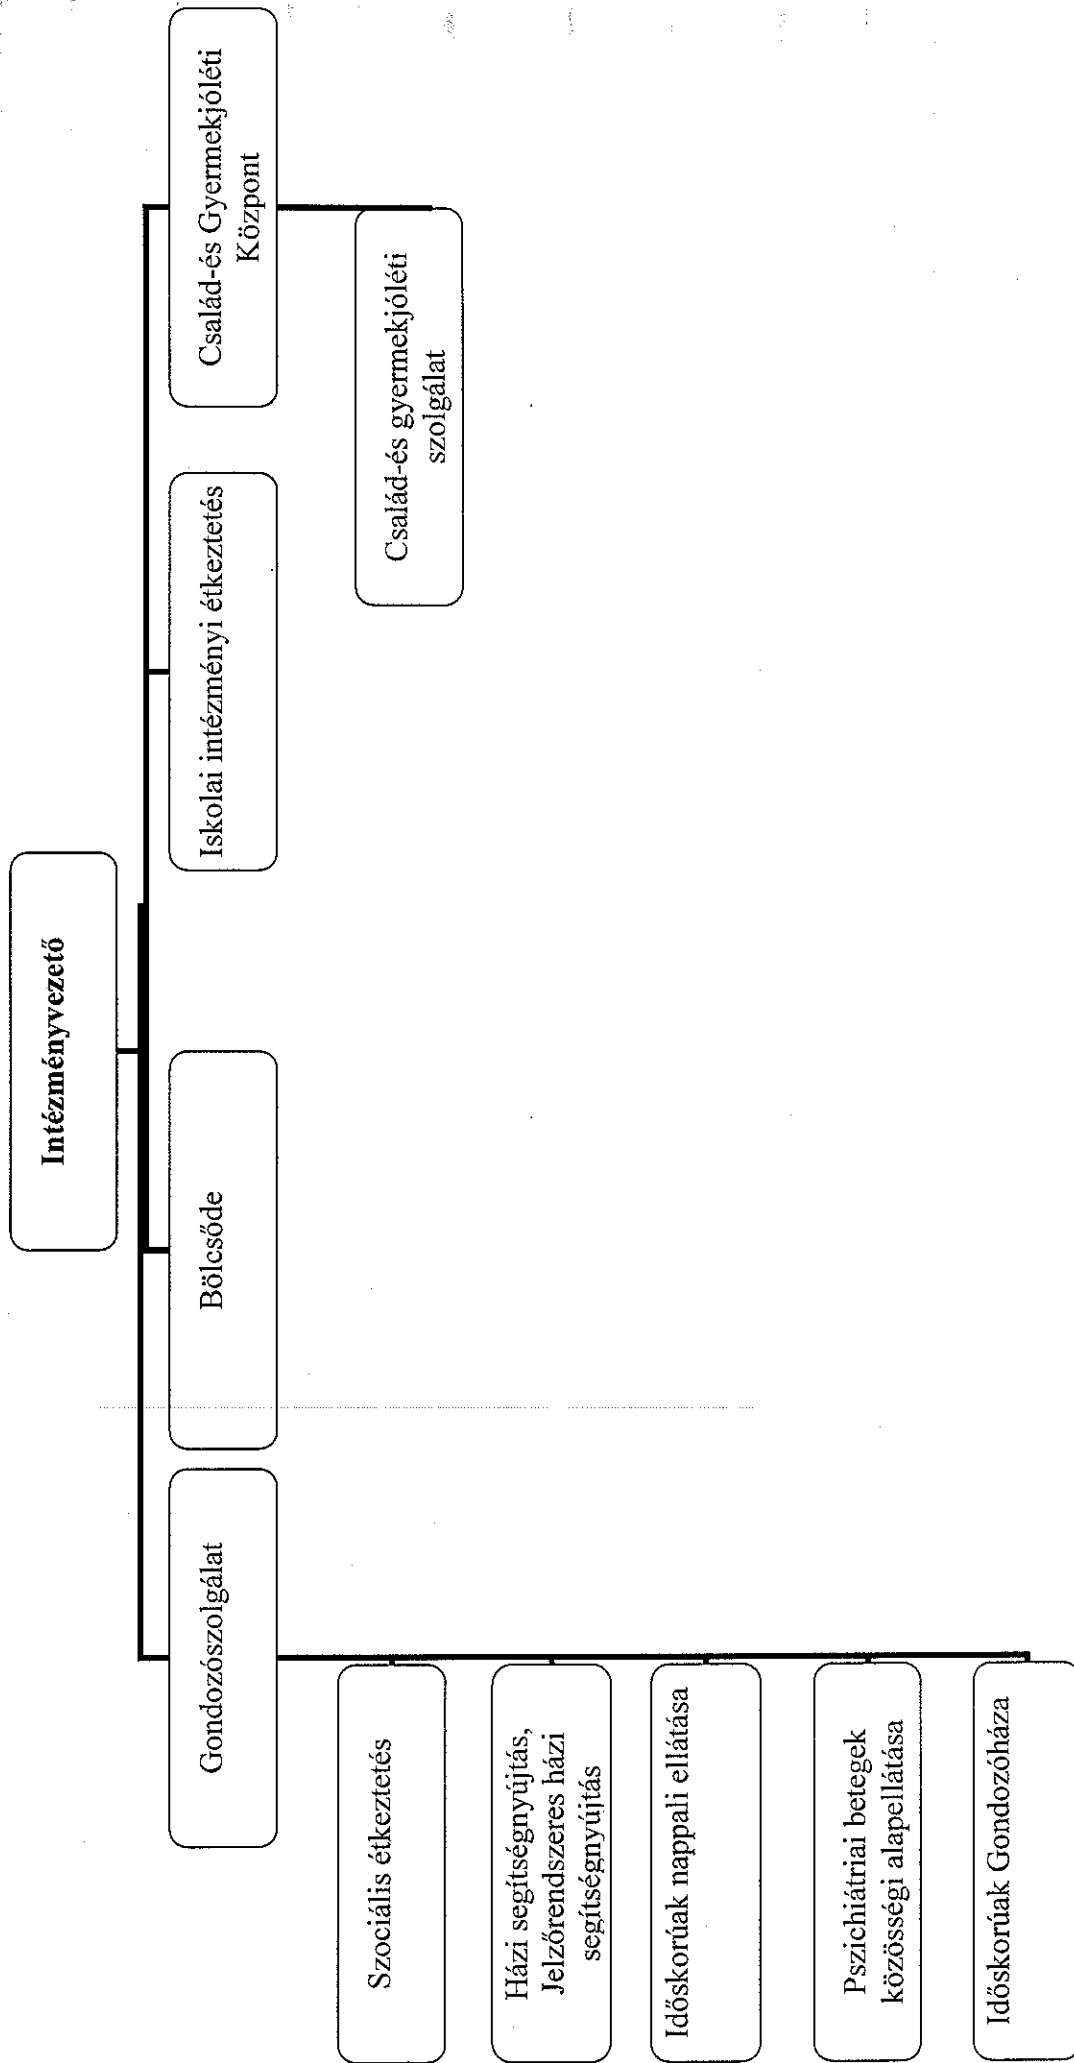 Intézményvezető
Gondozószolgálat
Bölcsőde
Iskolai intézményi étkeztetés
Család-és Gyermekjóléti
Központ
Szociális étkeztetés
Házi segítségnyújtás,
Jelzőrendszeres házi
segítségnyújtás
Időskorúak nappali ellátása
Pszichiátriai betegek
közösségi alapellátása
Időskorúak Gondozóháza
Család-és gyermekjóléti
szolgálat